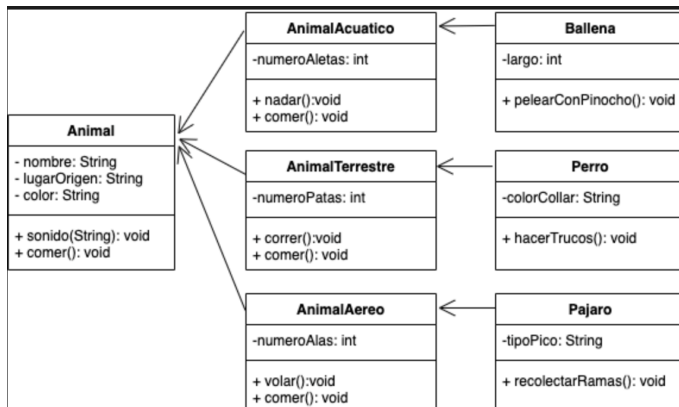 AnimalAcuatico
-numeroAletas: int
+ nadar():void
+ comer(): void
Ballena
-largo: int
+ pelearConPinocho(): void
Animal
- nombre: String
- lugarOrigen: String
- color: String
+ sonido(String): void
+ comer(): void
AnimalTerrestre
-numeroPatas: int
+ correr():void
+ comer(): void
Perro
-colorCollar: String
+ hacerTrucos(): void
AnimalAereo
-numeroAlas: int
+ volar():void
+ comer(): void
Pajaro
-tipoPico: String
+ recolectarRamas(): void